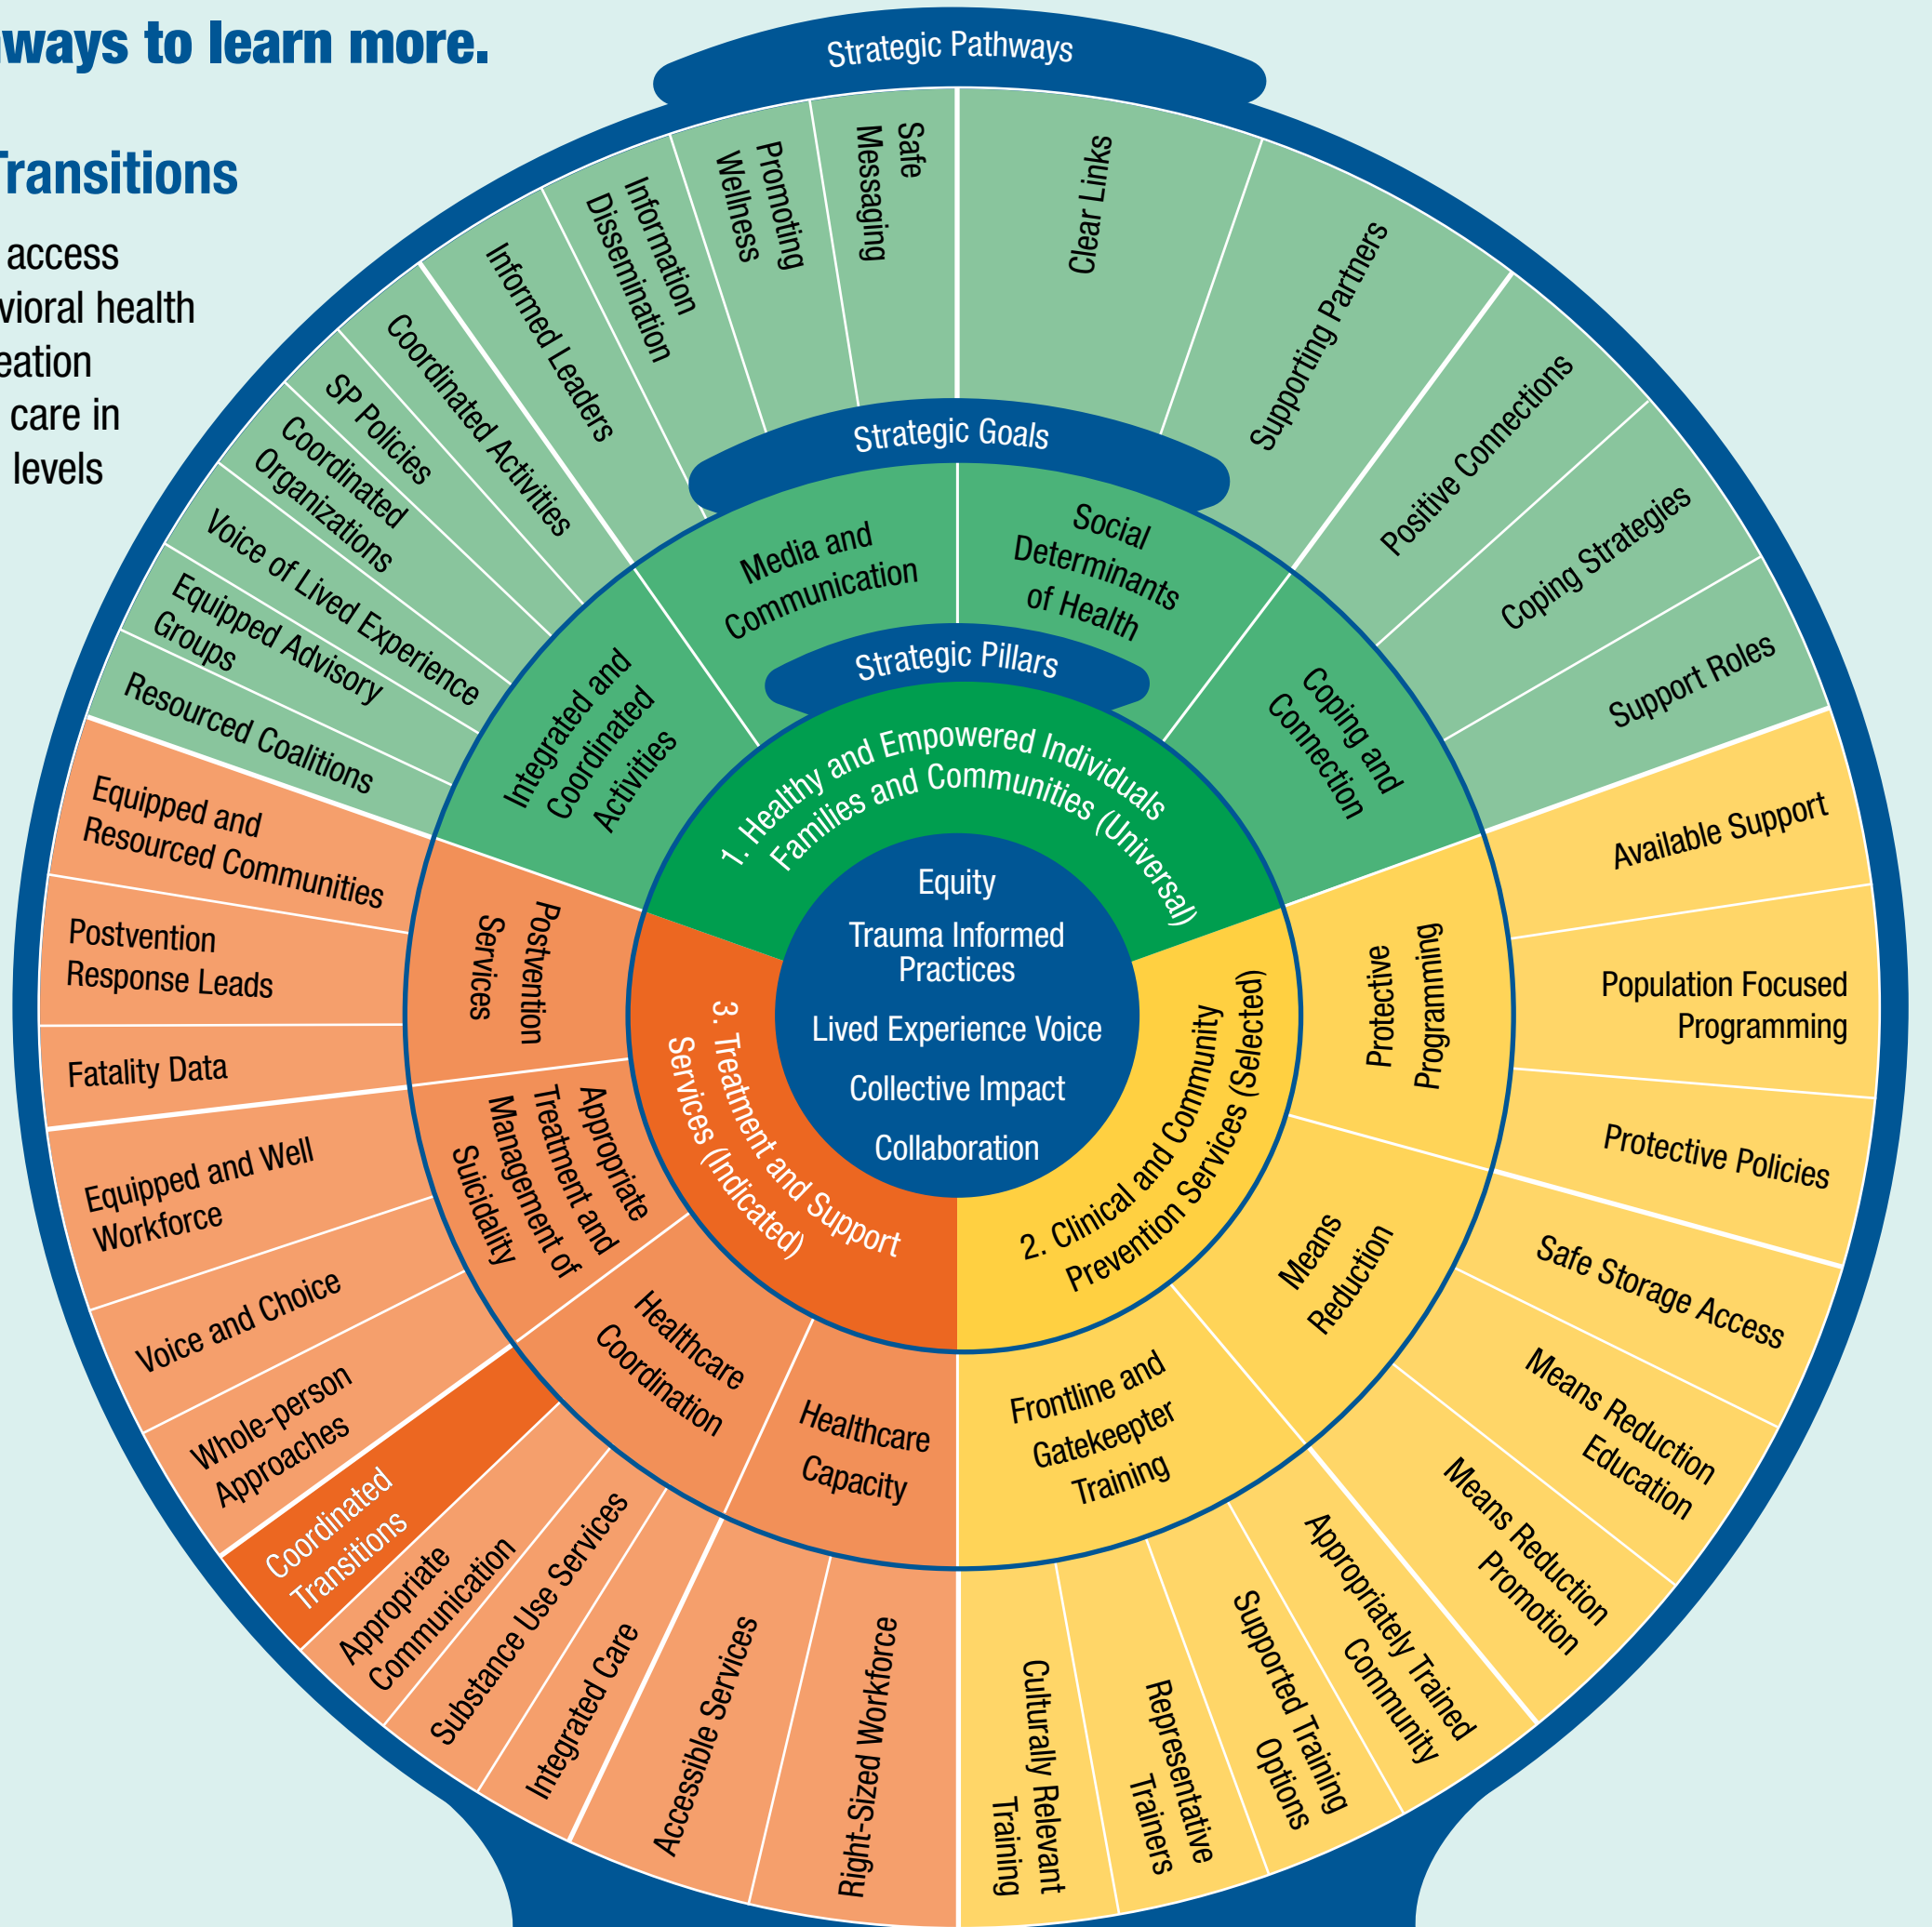 ways to learn more.
Transitions
access
vioral health
eation
care in
levels
Strategic Pathways
Clear Links
Supporting Partners
Positive Connections
Coping Strategies
Support Roles
Available Support
Population Focused
Programming
Protective Policies
Safe Storage Access
Means Reduction
Education
Means Reduction
Promotion
Appropriately Trained
Community
Supported Training
Options
Representative
Trainers
Culturally Relevant
Training
Right-Sized Workforce
Accessible Services
Integrated Care
Substance Use Services
Appropriate
Communication
Coordinated
Transitions
Whole-person
Approaches
Voice and Choice
Equipped and Well
Workforce
Fatality Data
Postvention
Response Leads
Equipped and
Resourced Communities
Resourced Coalitions
Equipped Advisory
Groups
Voice of Lived Experience
Coordinated
Organizations
SP Policies
Coordinated Activities
Informed Leaders
Information
Dissemination
Promoting
Wellness
Safe
Messaging
Strategic Goals
Social
Determinants
of Health
Coping and
Connection
Protective
Programming
Means
Reduction
Frontline and
Gatekeepter
Training
Healthcare
Capacity
Healthcare
Coordination
Appropriate
Treatment and
Management of
Suicidality
Postvention
Services
Integrated and
Coordinated
Activities
Media and
Communication
Strategic Pillars
1. Healthy and Empowered Individuals
Families and Communities (Universal)
2. Clinical and Community
Prevention Services (Selected)
3. Treatment and Support
Services (Indicated)
Equity
Trauma Informed
Practices
Lived Experience Voice
Collective Impact
Collaboration